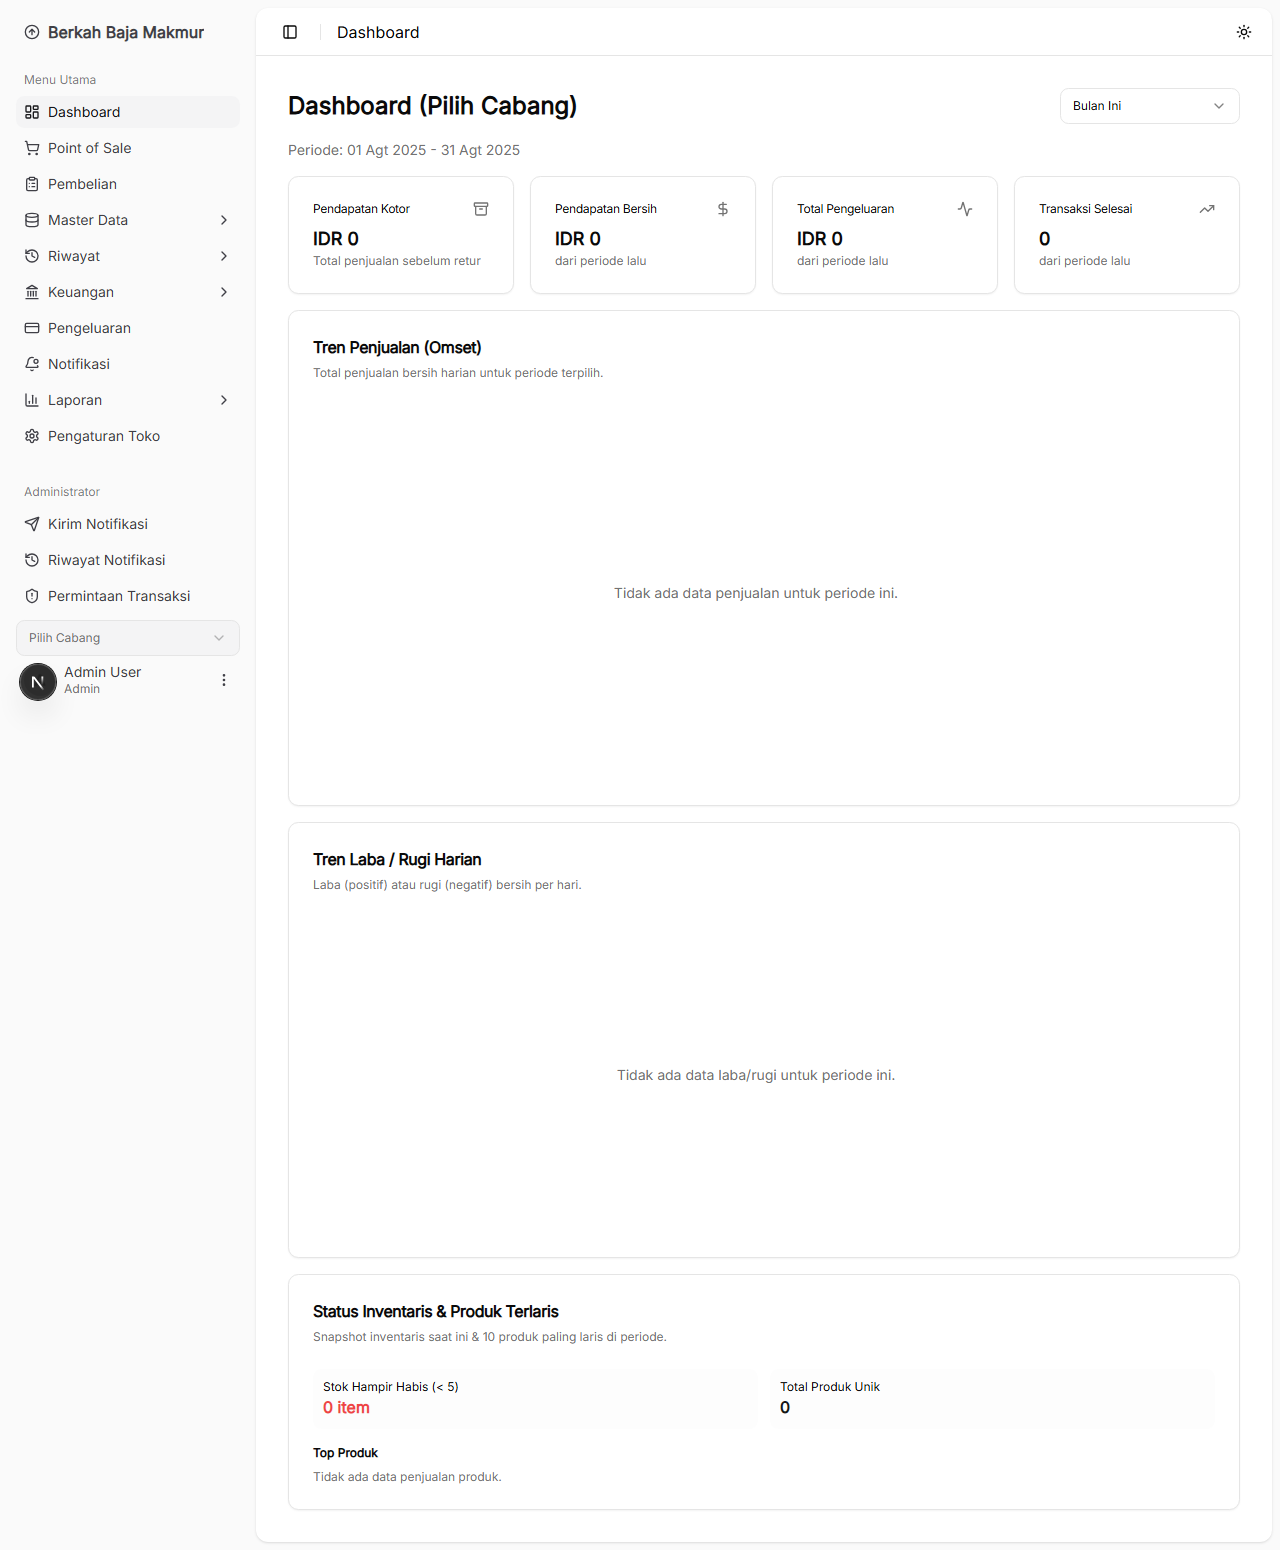 Berkah Baja Makmur
Menu Utama
Dashboard
Point of Sale
Pembelian
Master Data
Riwayat
Keuangan
Pengeluaran
Notifikasi
Laporan
Pengaturan Toko
Administrator
Kirim Notifikasi
Riwayat Notifikasi
Permintaan Transaksi
Pilih Cabang
N
Admin User
Admin
Dashboard
Dashboard (Pilih Cabang)
Bulan Ini
Periode: 01 Agt 2025 - 31 Agt 2025
Pendapatan Kotor
IDR 0
Total penjualan sebelum retur
Pendapatan Bersih
IDR 0
dari periode lalu
Total Pengeluaran
IDR 0
dari periode lalu
Transaksi Selesai
0
dari periode lalu
Tren Penjualan (Omset)
Total penjualan bersih harian untuk periode terpilih.
Tidak ada data penjualan untuk periode ini.
Tren Laba / Rugi Harian
Laba (positif) atau rugi (negatif) bersih per hari.
Tidak ada data laba/rugi untuk periode ini.
Status Inventaris & Produk Terlaris
Snapshot inventaris saat ini & 10 produk paling laris di periode.
Stok Hampir Habis (< 5)
0 item
Total Produk Unik
0
Top Produk
Tidak ada data penjualan produk.